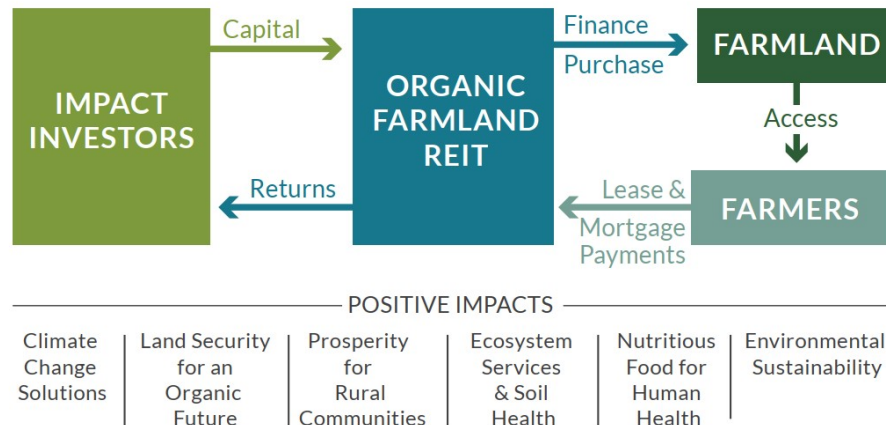 Capital
IMPACT
INVESTORS
Returns
ORGANIC
FARMLAND
REIT
Finance
Purchase
FARMLAND
Access
FARMERS
Lease &
Mortgage
Payments
POSITIVE IMPACTS
Climate
Change
Solutions
Land Security
for an
Organic
Future
Prosperity
for
Rural
Communities
Ecosystem
Services
& Soil
Health
Nutritious
Food for
Human
Health
Environmental
Sustainability